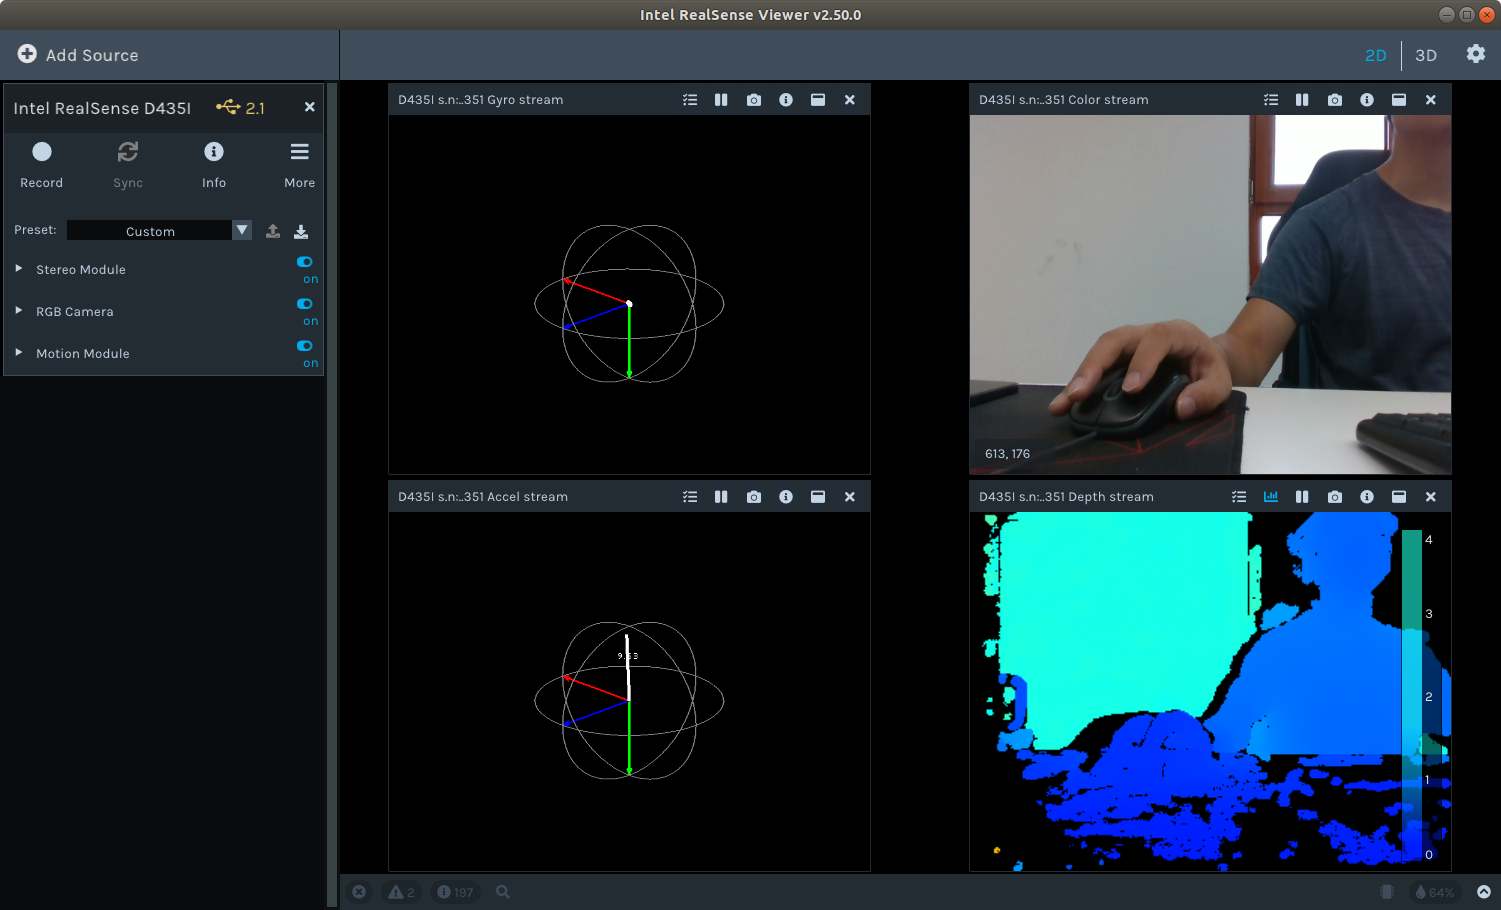 Intel RealSense Viewer v2.50.0
Add Source
2D
3D
Intel RealSense D435I
2.1
Record
Sync
Info
More
Preset:
Custom
Stereo Module
on
RGB Camera
on
Motion Module
on
D435I s.n:..351 Gyro stream
D435I s.n:..351 Color stream
613, 176
D435I s.n:..351 Accel stream
D435I s.n:..351 Depth stream
4
3
2
1
0
2
197
64%